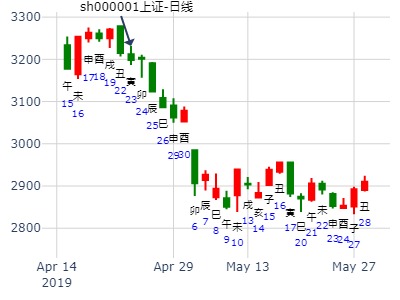 sh000001上证-日线
3300
3200
3100
3000
2900
2800
午
15
未
16
申
17
酉
18
戌
19
丑
22
寅
23
卯
24
辰
25
巳
26
申
29
酉
30
卯
6
辰
7
巳
8
午
9
未
10
戌
13
亥
14
子
15
丑
16
寅
17
巳
20
午
21
未
22
申
23
酉
24
子
27
丑
28
Apr 14
2019
Apr 29
May 13
May 27